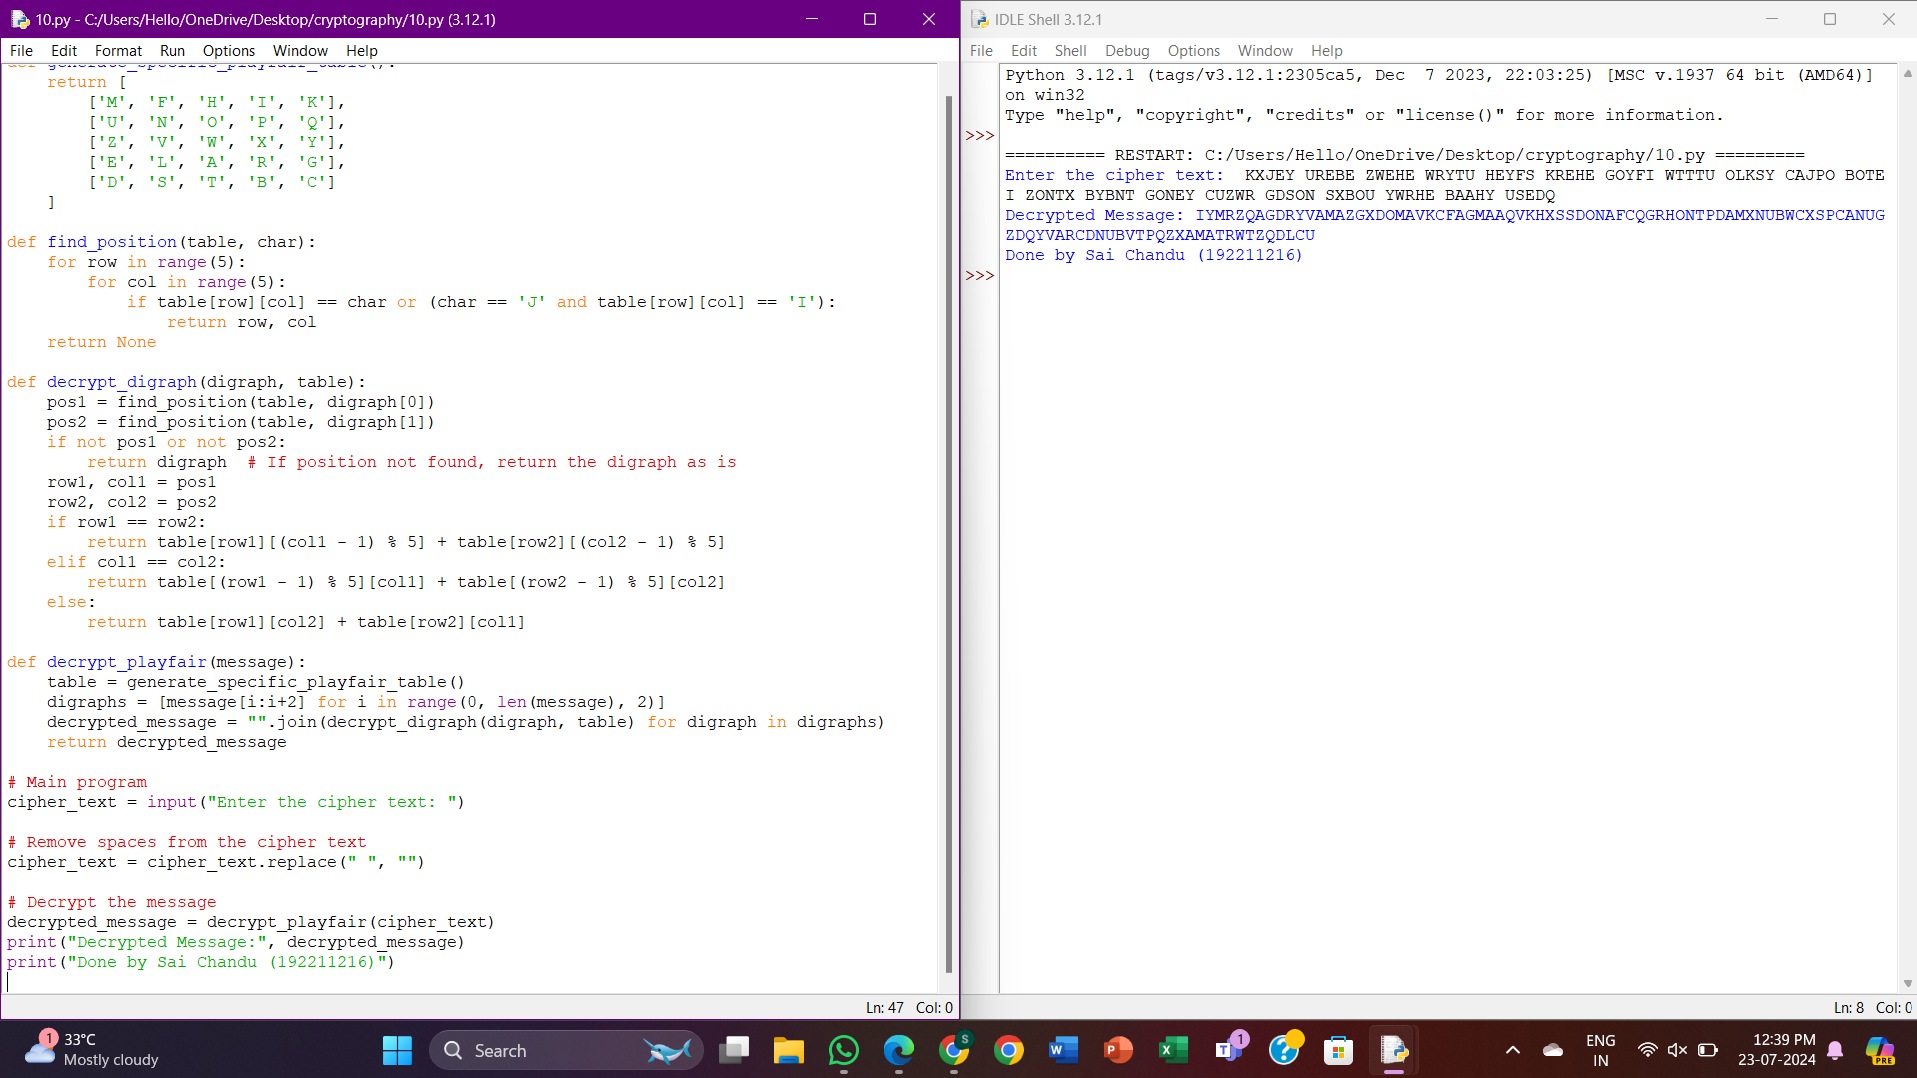 10.py - C:/Users/Hello/OneDrive/Desktop/cryptography/10.py (3.12.1)
File Edit Format Run Options Window Help
def generate_specific_playfair_table():
    return [
        ['M', 'F', 'H', 'I', 'K'],
        ['U', 'N', 'O', 'P', 'Q'],
        ['Z', 'V', 'W', 'X', 'Y'],
        ['E', 'L', 'A', 'R', 'G'],
        ['D', 'S', 'T', 'B', 'C']
    ]
def find_position(table, char):
    for row in range(5):
        for col in range(5):
            if table[row][col] == char or (char == 'J' and table[row][col] == 'I'):
                return row, col
    return None
def decrypt_digraph(digraph, table):
    pos1 = find_position(table, digraph[0])
    pos2 = find_position(table, digraph[1])
    if not pos1 or not pos2:
        return digraph  # If position not found, return the digraph as is
    row1, col1 = pos1
    row2, col2 = pos2
    if row1 == row2:
        return table[row1][(col1 - 1) % 5] + table[row2][(col2 - 1) % 5]
    elif col1 == col2:
        return table[(row1 - 1) % 5][col1] + table[(row2 - 1) % 5][col2]
    else:
        return table[row1][col2] + table[row2][col1]
def decrypt_playfair(message):
    table = generate_specific_playfair_table()
    digraphs = [message[i:i+2] for i in range(0, len(message), 2)]
    decrypted_message = "".join(decrypt_digraph(digraph, table) for digraph in digraphs)
    return decrypted_message
# Main program
cipher_text = input("Enter the cipher text: ")
# Remove spaces from the cipher text
cipher_text = cipher_text.replace(" ", "")
# Decrypt the message
decrypted_message = decrypt_playfair(cipher_text)
print("Decrypted Message:", decrypted_message)
print("Done by Sai Chandu (192211216)")
Ln: 47 Col: 0
IDLE Shell 3.12.1
File Edit Shell Debug Options Window Help
Python 3.12.1 (tags/v3.12.1:2305ca5, Dec  7 2023, 22:03:25) [MSC v.1937 64 bit (AMD64)]
on win32
Type "help", "copyright", "credits" or "license()" for more information.
>>>
========== RESTART: C:/Users/Hello/OneDrive/Desktop/cryptography/10.py =========
Enter the cipher text:  KXJEY UREBE ZWEHE WRYTU HEYFS KREHE GOYFI WTTTU OLKSY CAJPO BOTE
I ZONTX BYBNT GONEY CUZWR GDSON SXBOU YWRHE BAAHY USEDQ
Decrypted Message: IYMRZQAGDRYVAMAZGXDOMAVKCFAGMAAQVKHXSSDONAFCQGRHONTPDAMXNUBWCXSPCANUG
ZDQYVARCDNUBVTPQZXAMATRWTZQDLCU
Done by Sai Chandu (192211216)
>>>
Ln: 8 Col: 0
1
33°C
Mostly cloudy
Search
S
1
ENG
IN
12:39 PM
23-07-2024
PRE